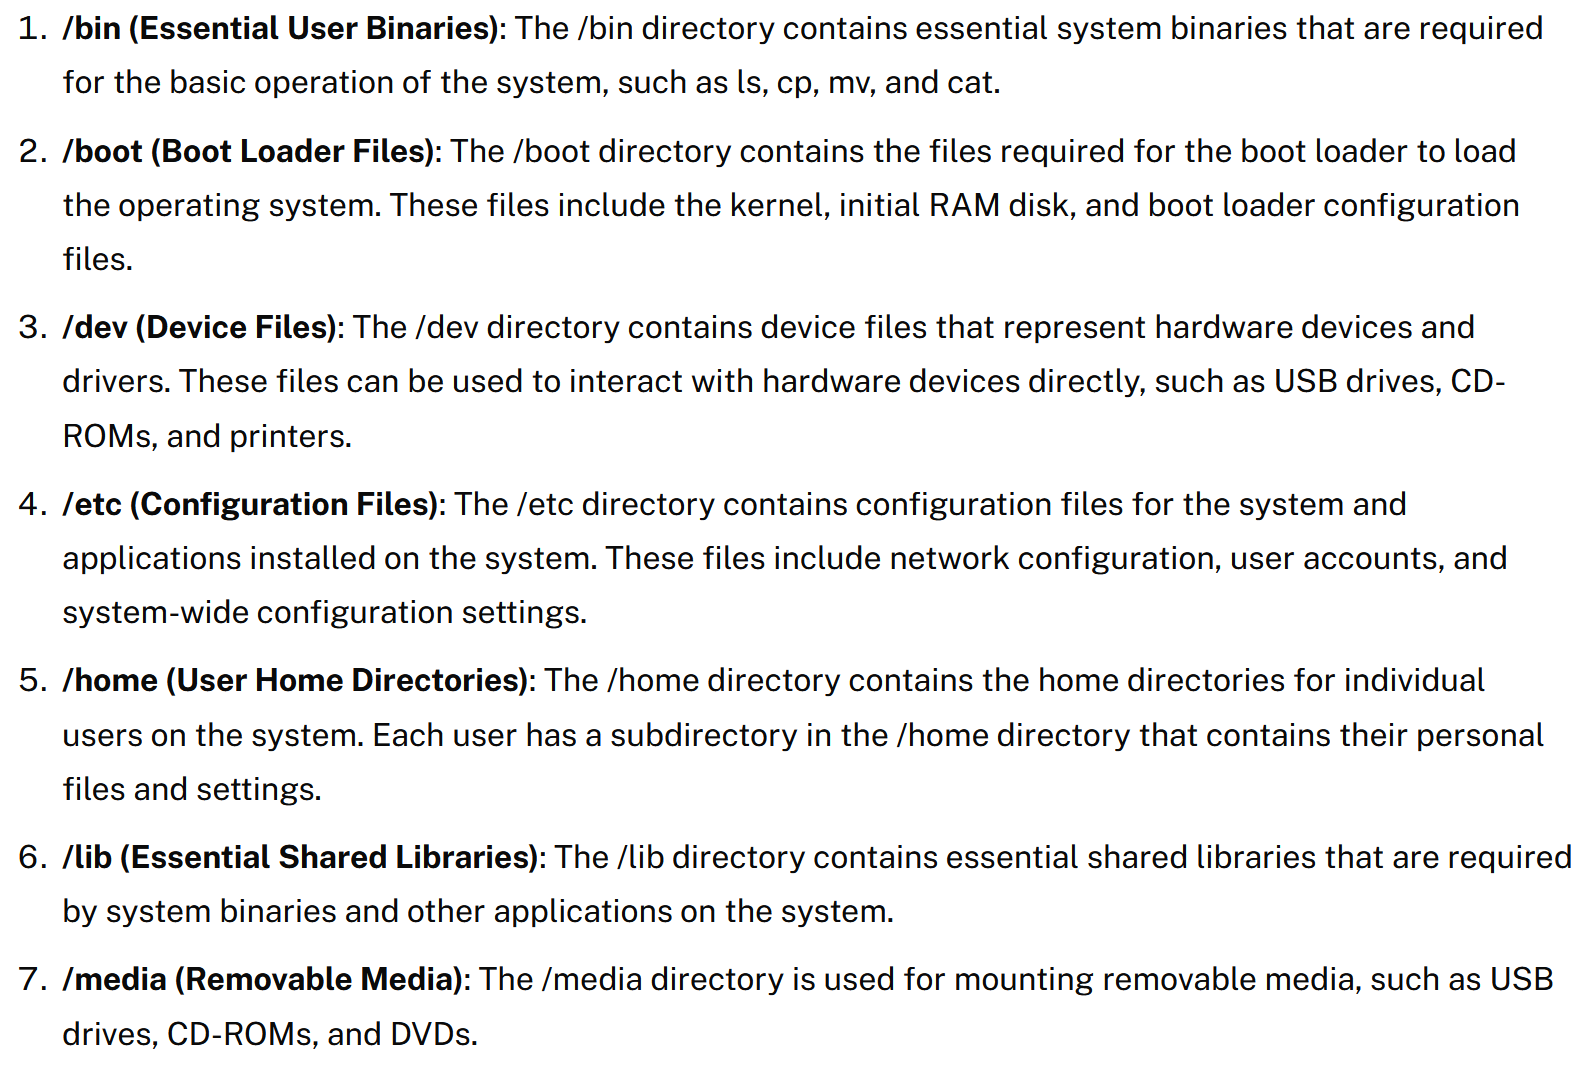 1. /bin (Essential User Binaries): The /bin directory contains essential system binaries that are required
for the basic operation of the system, such as ls, cp, mv, and cat.
2. /boot (Boot Loader Files): The /boot directory contains the files required for the boot loader to load
the operating system. These files include the kernel, initial RAM disk, and boot loader configuration
files.
3. /dev (Device Files): The /dev directory contains device files that represent hardware devices and
drivers. These files can be used to interact with hardware devices directly, such as USB drives, CD-
ROMs, and printers.
4. /etc (Configuration Files): The /etc directory contains configuration files for the system and
applications installed on the system. These files include network configuration, user accounts, and
system-wide configuration settings.
5. /home (User Home Directories): The /home directory contains the home directories for individual
users on the system. Each user has a subdirectory in the /home directory that contains their personal
files and settings.
6. /lib (Essential Shared Libraries): The /lib directory contains essential shared libraries that are required
by system binaries and other applications on the system.
7. /media (Removable Media): The /media directory is used for mounting removable media, such as USB
drives, CD-ROMs, and DVDs.